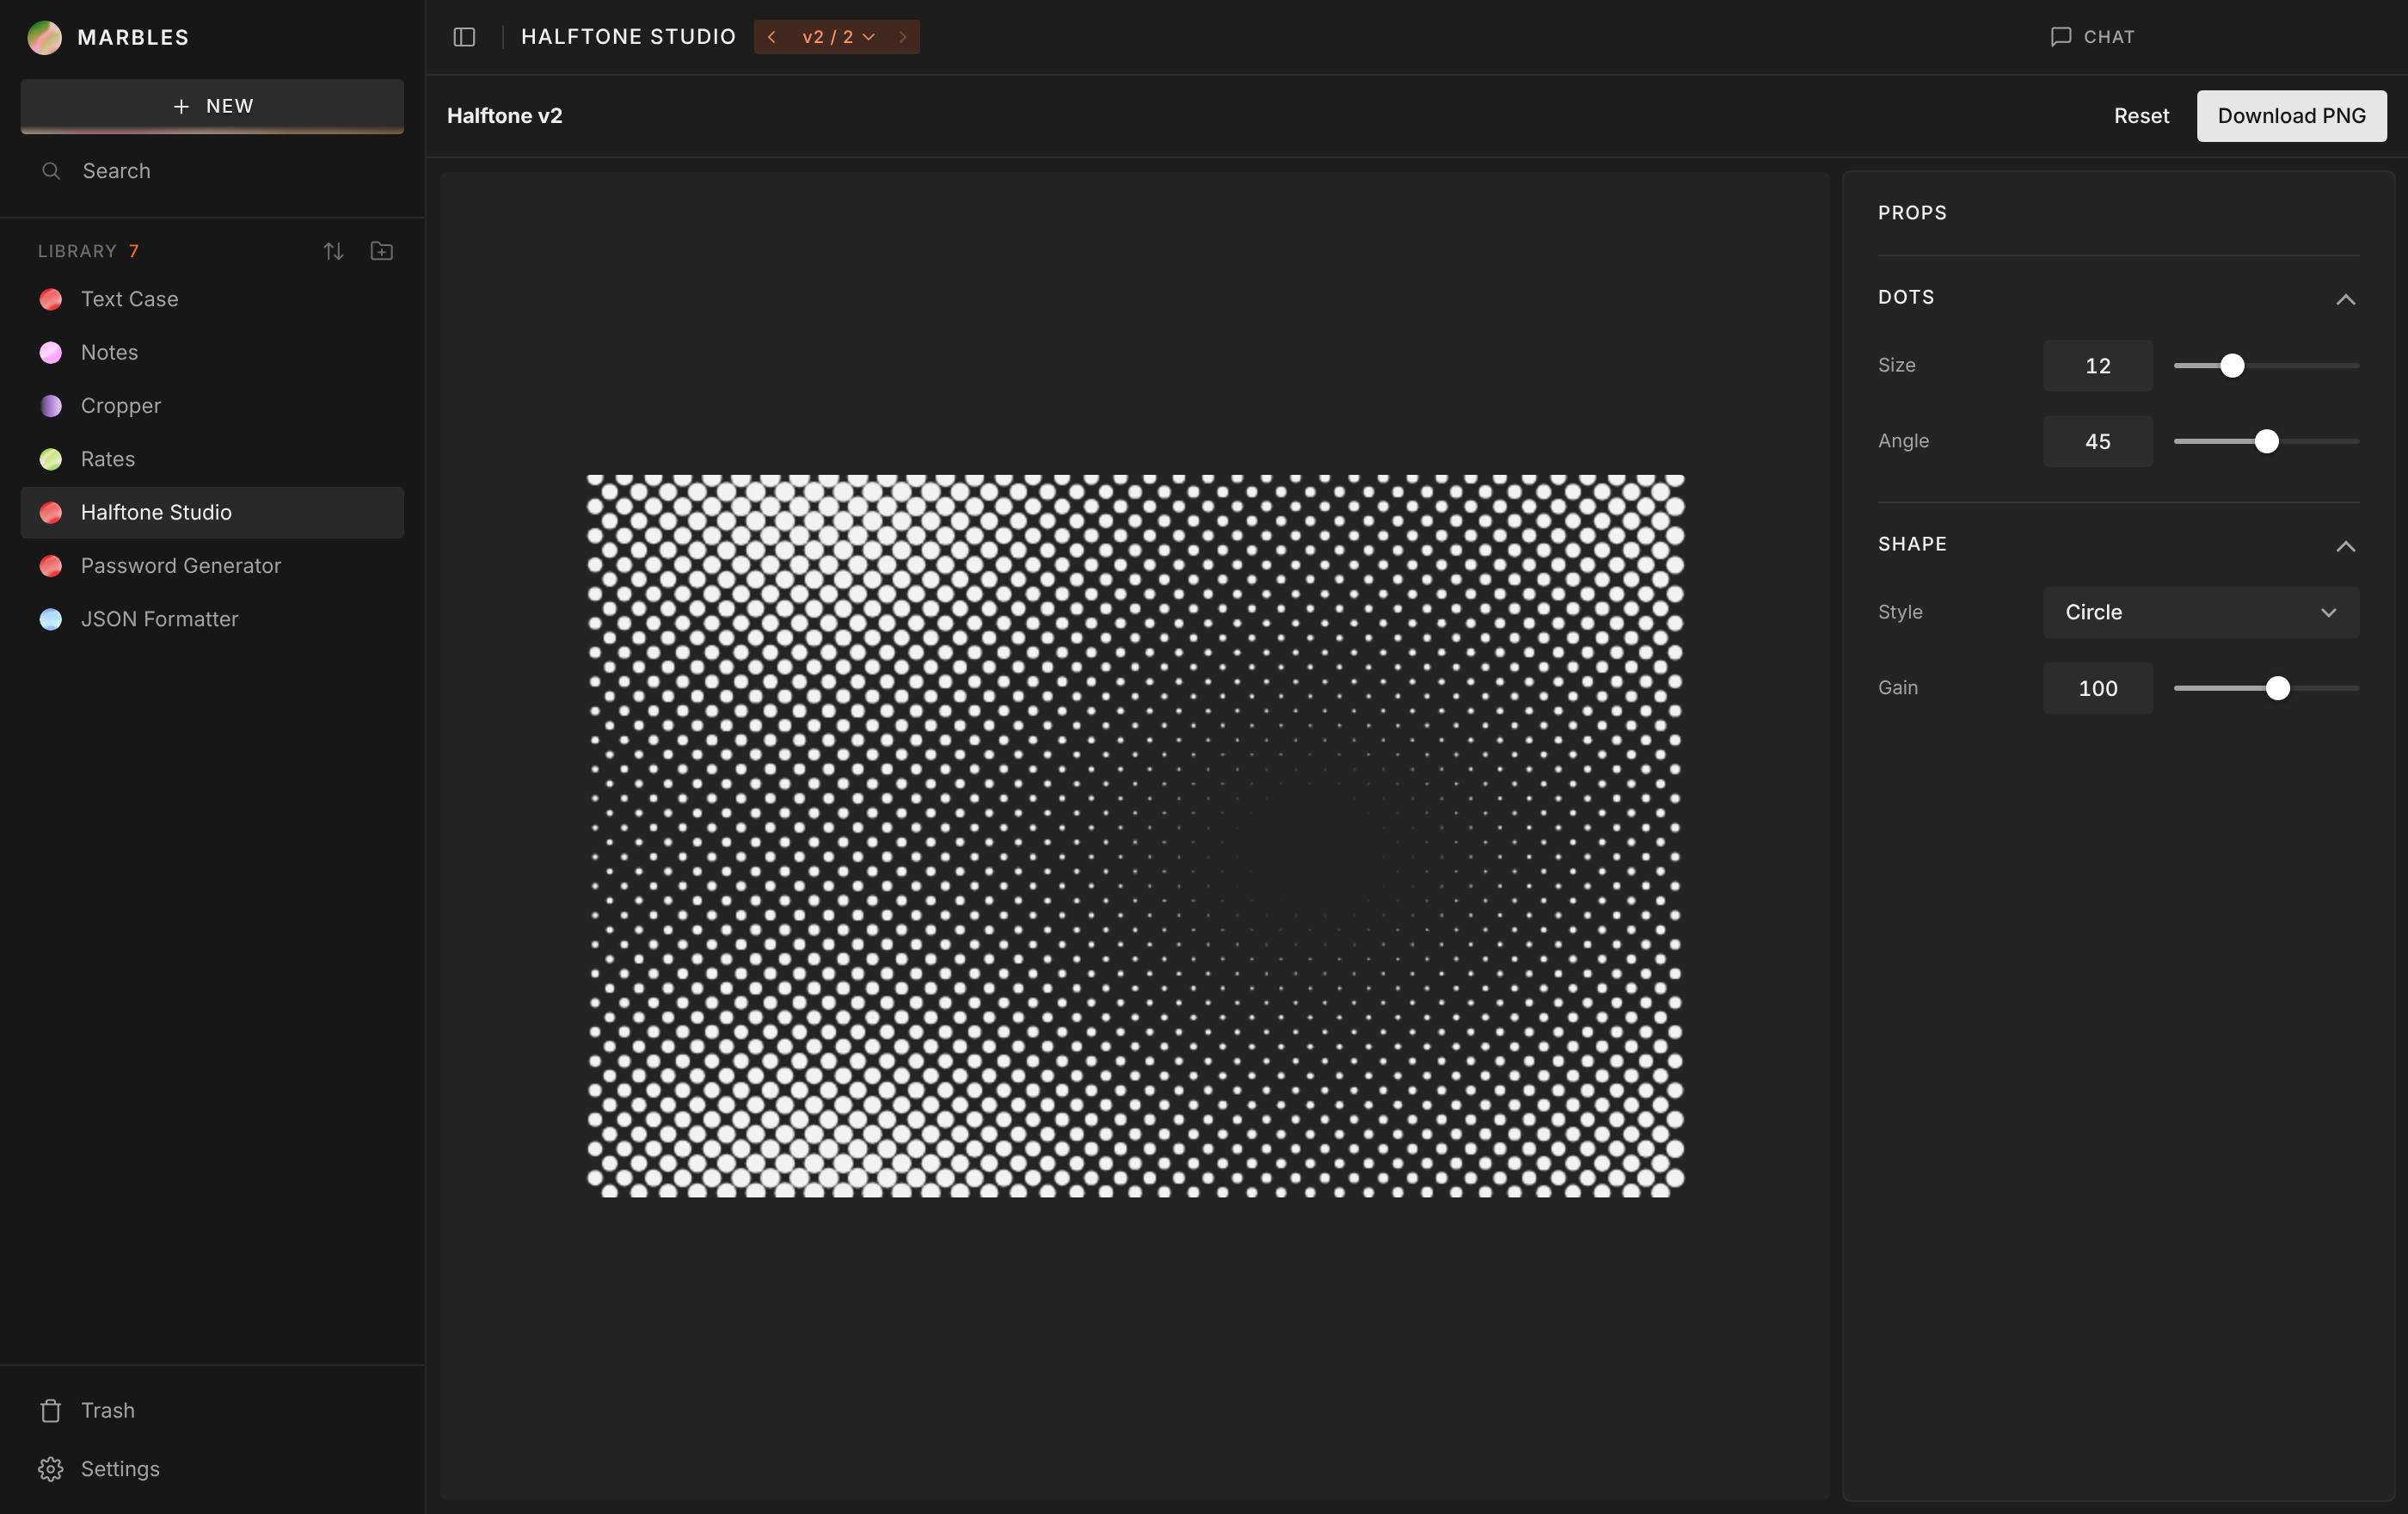 MARBLES
NEW
Search
LIBRARY 7
Text Case
Notes
Cropper
Rates
Halftone Studio
Password Generator
JSON Formatter
Trash
Settings
HALFTONE STUDIO
v2 / 2
CHAT
Halftone v2
Reset
Download PNG
PROPS
DOTS
Size 12
Angle 45
SHAPE
Style Circle
Gain 100